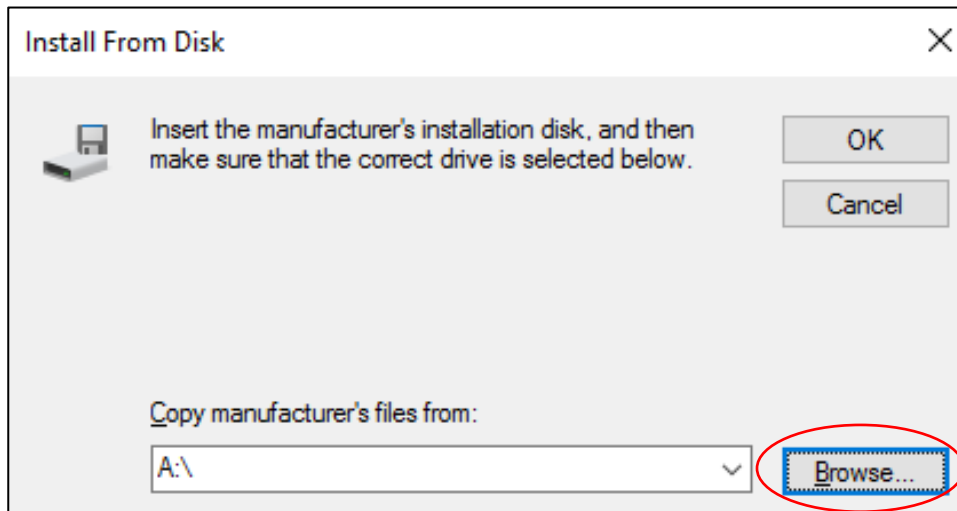 Install From Disk
Insert the manufacturer's installation disk, and then
make sure that the correct drive is selected below.
OK
Cancel
Copy manufacturer's files from:
A:\
Browse...